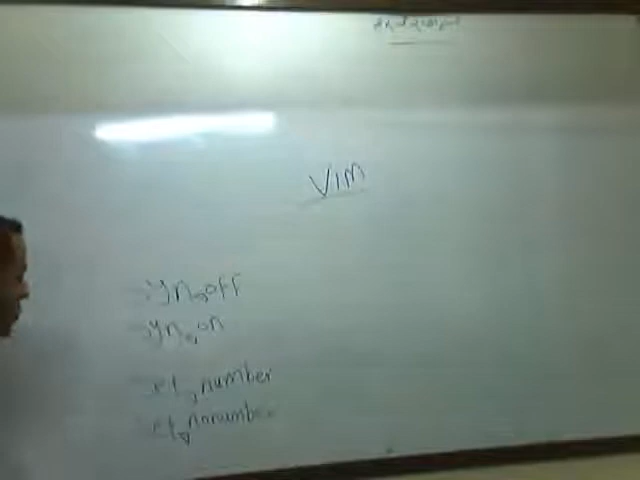 VIM
:syn off
:syn on
:set number
:set nonumber